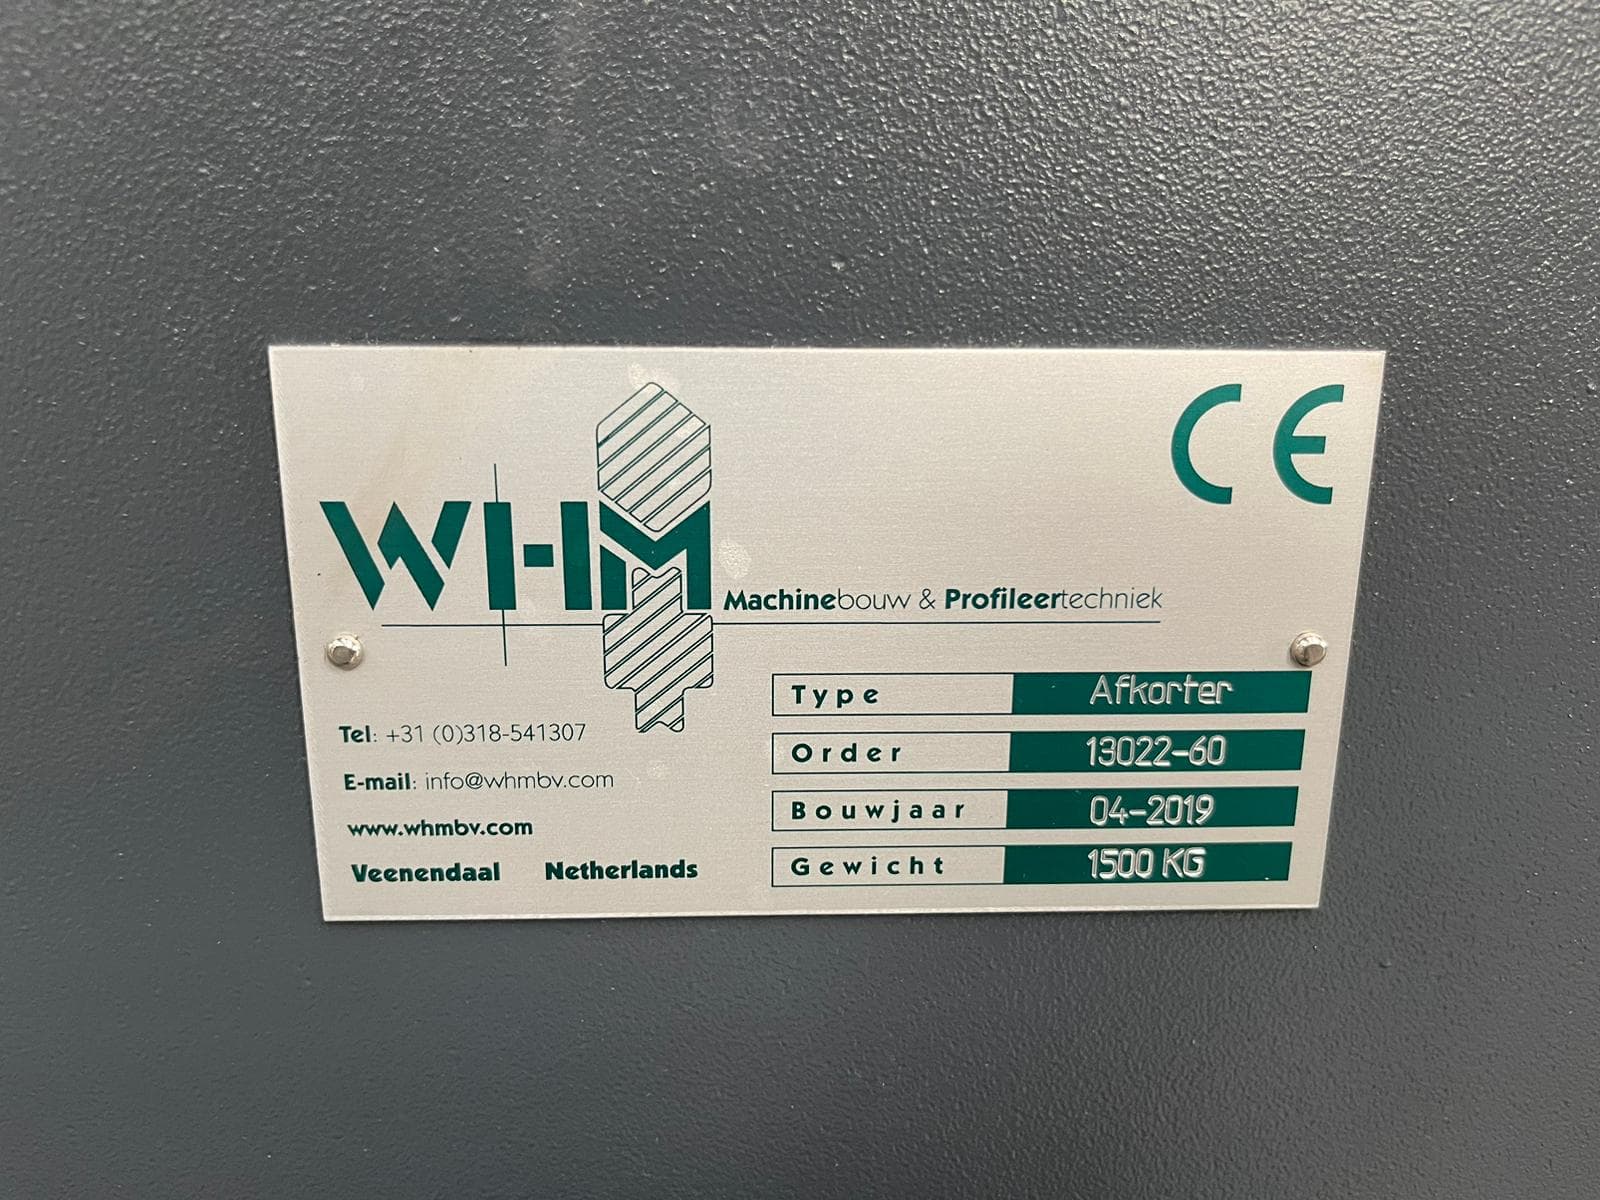 CE
WHM
Machinebouw & Profileertechniek
Tel: +31 (0)318-541307
E-mail: info@whmbv.com
www.whmbv.com
Veenendaal Netherlands
Type Afkorter
Order 13022-60
Bouwjaar 04-2019
Gewicht 1500 KG